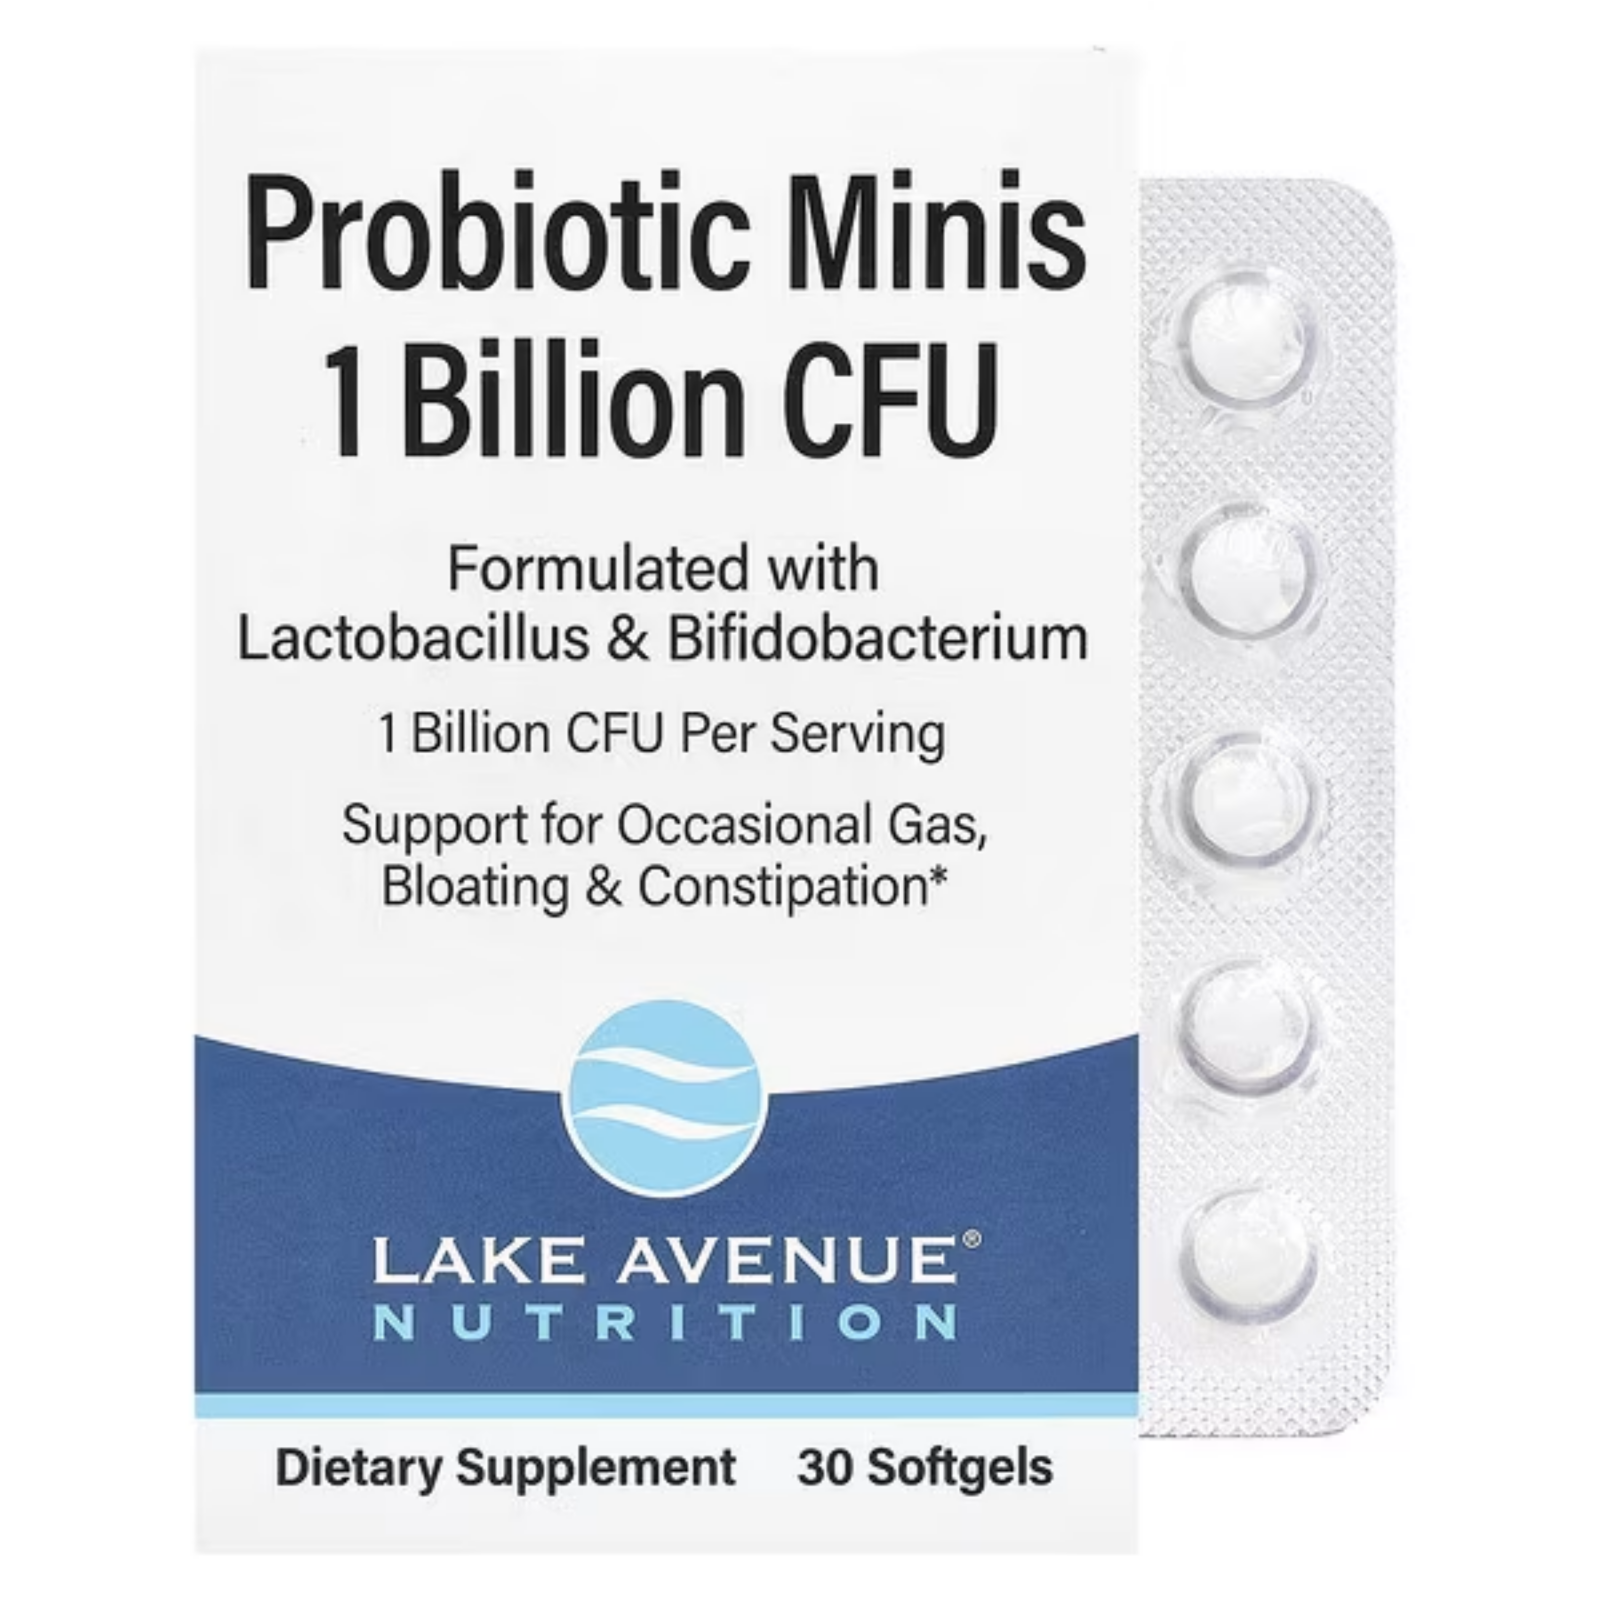 Probiotic Minis
1 Billion CFU
Formulated with
Lactobacillus & Bifidobacterium
1 Billion CFU Per Serving
Support for Occasional Gas,
Bloating & Constipation*
LAKE AVENUE®
NUTRITION
Dietary Supplement 30 Softgels